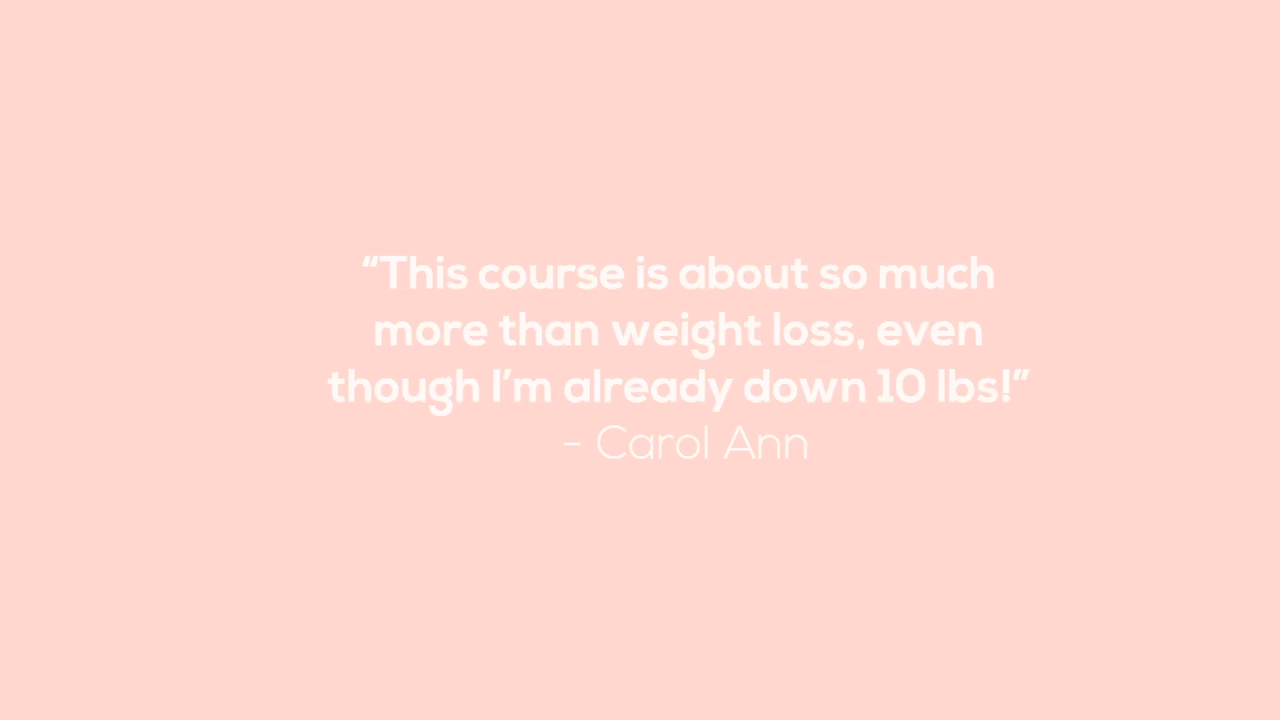 “This course is about so much
more than weight loss, even
though I’m already down 10 lbs!”
- Carol Ann